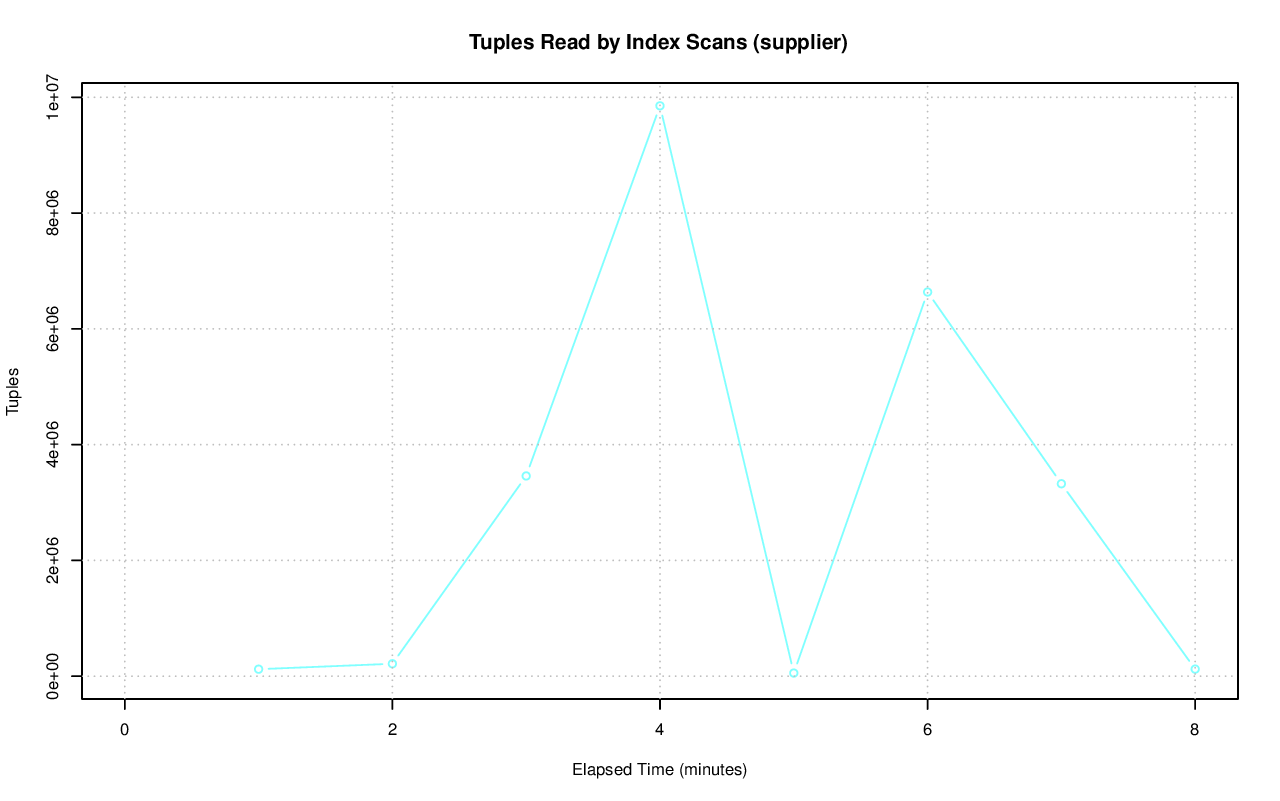 Tuples Read by Index Scans (supplier)
1e+07
8e+06
6e+06
4e+06
2e+06
0e+00
Tuples
0 2 4 6 8
Elapsed Time (minutes)